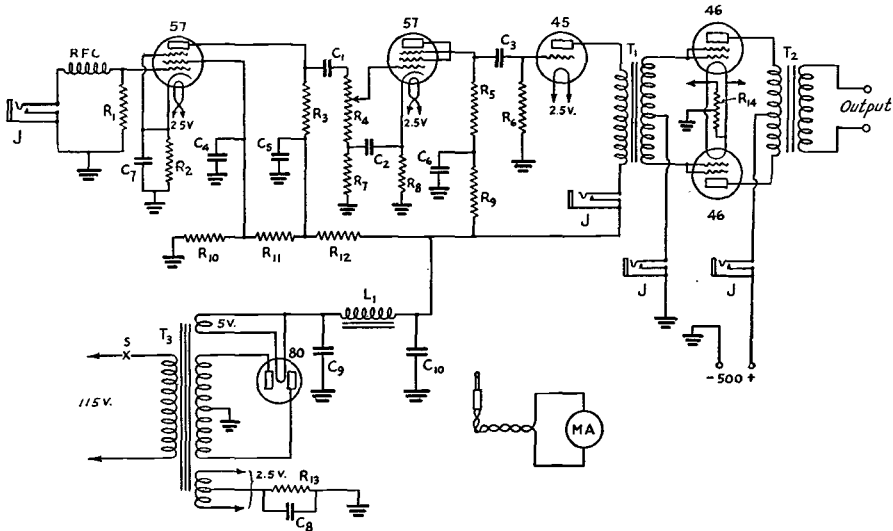 57
57
45
46
RFC
C₃
T₁
T₂
C₁
R₁
R₃
R₄
R₅
R₁₄
Output
2.5V
2.5V.
2.5V.
R₆
J
C₄
C₅
C₂
C₇
R₂
C₆
R₇
R₈
R₉
46
J
R₁₀
R₁₁
R₁₂
J
J
L₁
T₃
5V.
S
80
C₉
C₁₀
- 500 +
115V.
MA
2.5V.
R₁₃
C₈